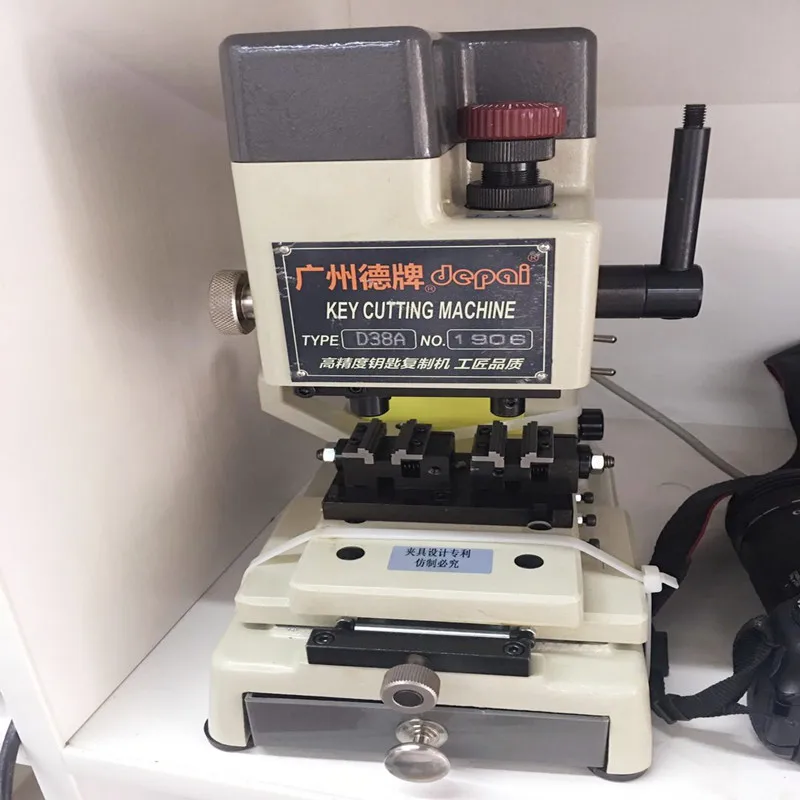 广州德牌® depai®
KEY CUTTING MACHINE
TYPE D38A NO. 1906
高精度钥匙复制机 工匠品质
夹具设计专利
仿制必究